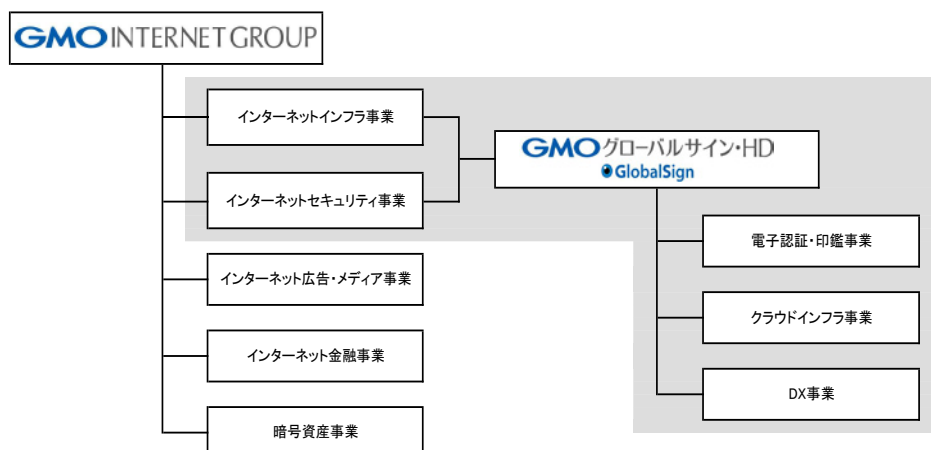 GMO INTERNET GROUP
インターネットインフラ事業
インターネットセキュリティ事業
インターネット広告・メディア事業
インターネット金融事業
暗号資産事業
GMOグローバルサイン・HD
GlobalSign
電子認証・印鑑事業
クラウドインフラ事業
DX事業